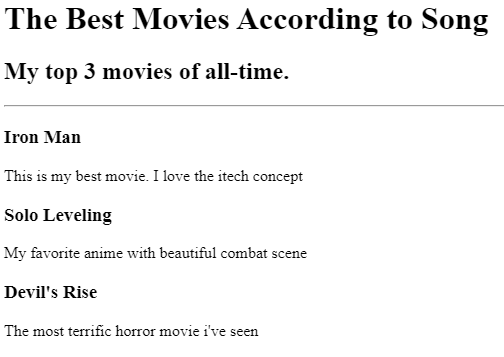 The Best Movies According to Song
My top 3 movies of all-time.
Iron Man
This is my best movie. I love the itech concept
Solo Leveling
My favorite anime with beautiful combat scene
Devil's Rise
The most terrific horror movie i've seen